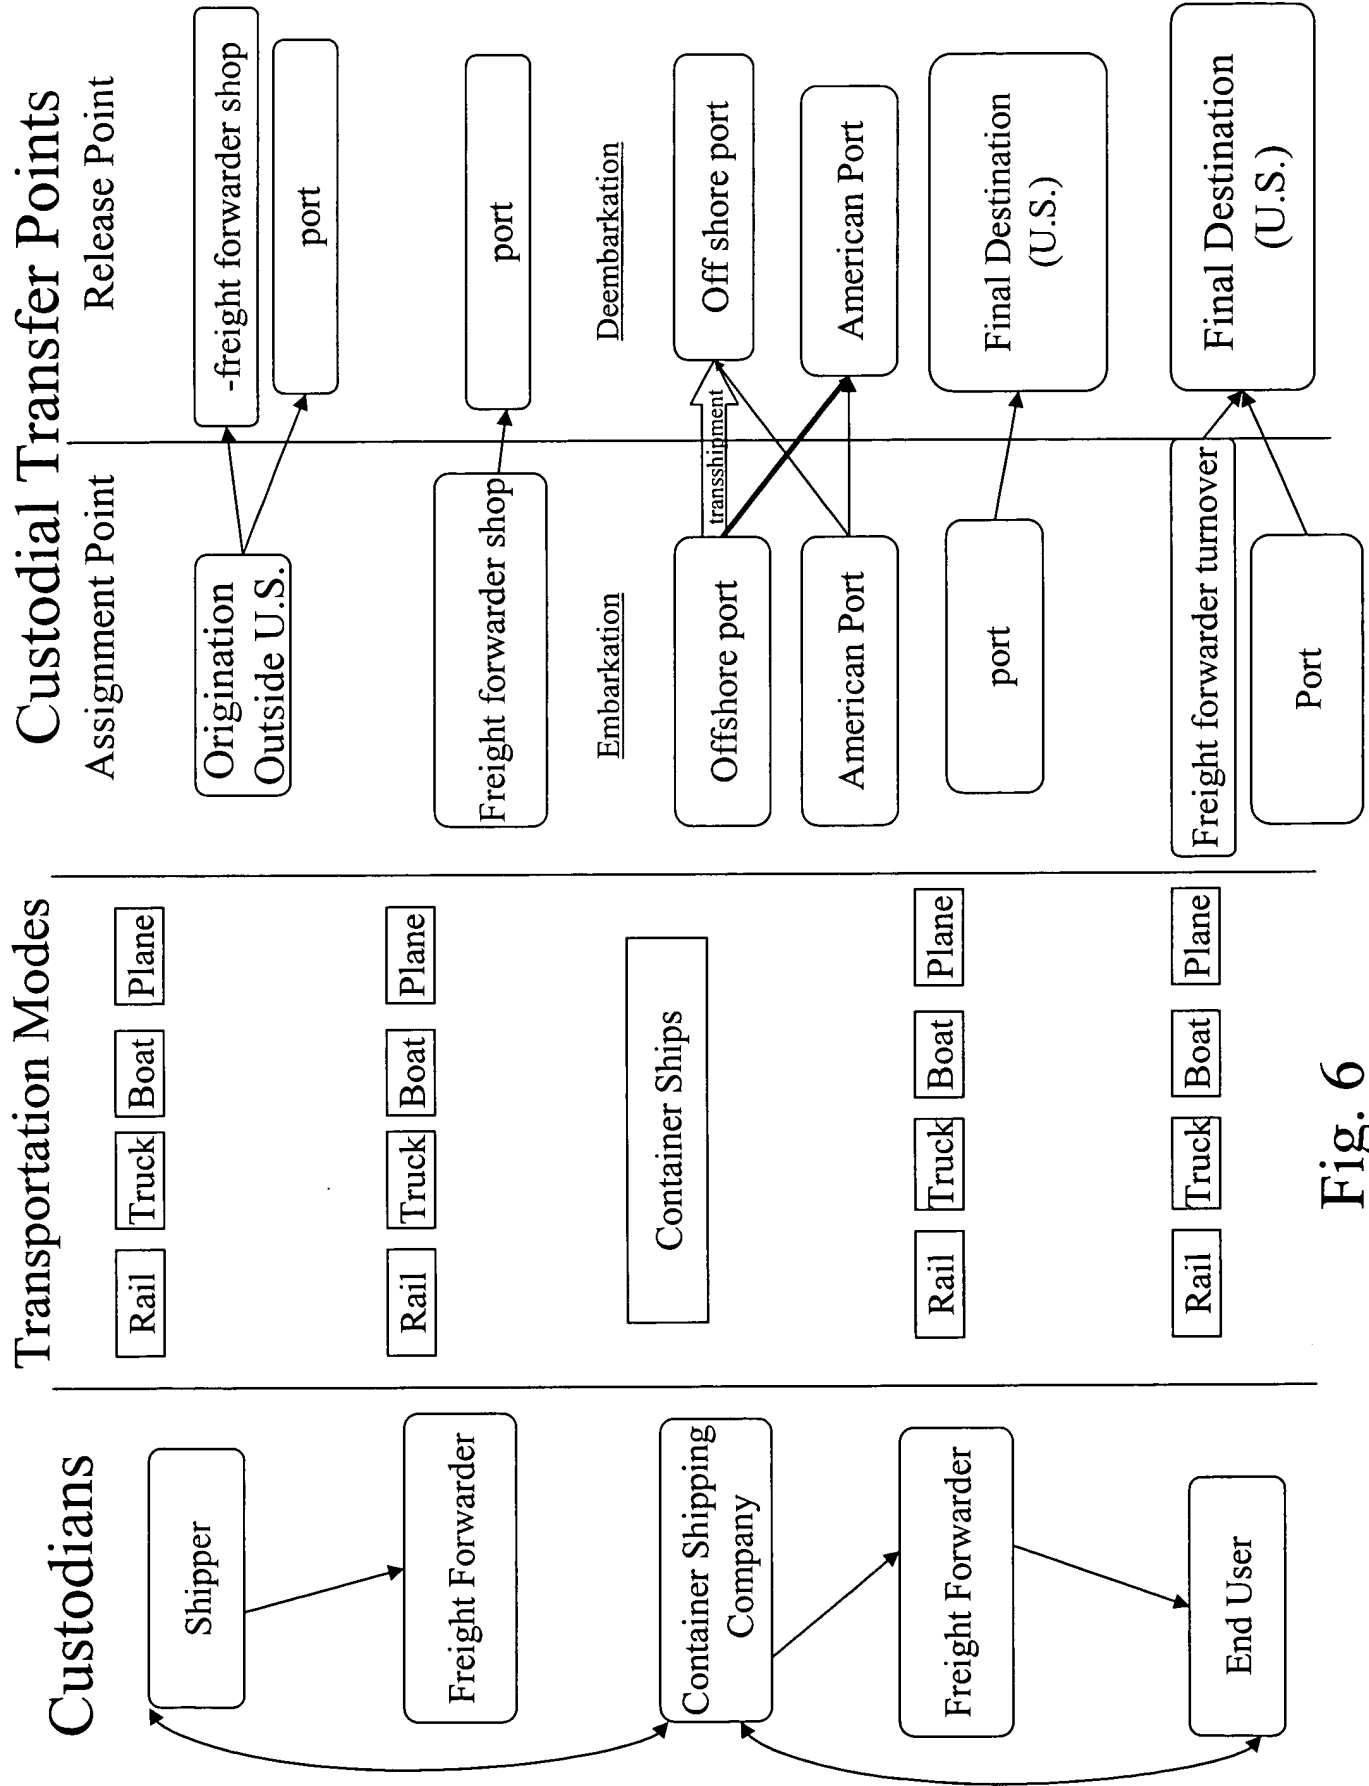 Custodians
Transportation Modes
Custodial Transfer Points
Assignment Point
Release Point
Shipper
Rail
Truck
Boat
Plane
Origination
Outside U.S.
-freight forwarder shop
port
Freight Forwarder
Rail
Truck
Boat
Plane
Freight forwarder shop
port
Container Shipping
Company
Container Ships
Embarkation
Deembarkation
Offshore port
transshipment
Off shore port
American Port
American Port
Freight Forwarder
Rail
Truck
Boat
Plane
port
Final Destination
(U.S.)
End User
Rail
Truck
Boat
Plane
Freight forwarder turnover
Port
Final Destination
(U.S.)
Fig. 6